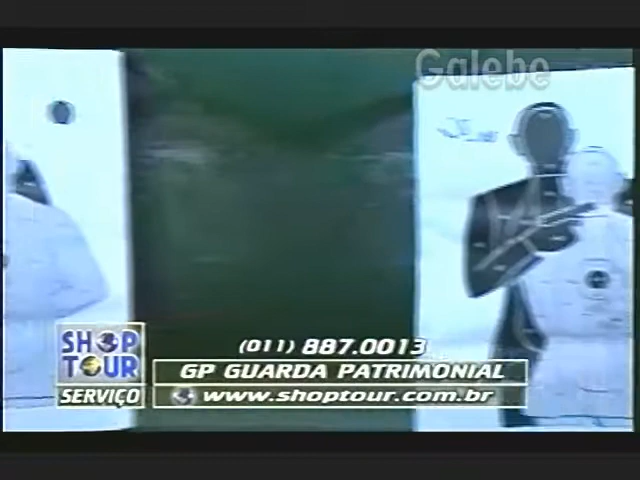 Galebe
SHOP
TOUR
SERVIÇO
(011) 887.0013
GP GUARDA PATRIMONIAL
www.shoptour.com.br